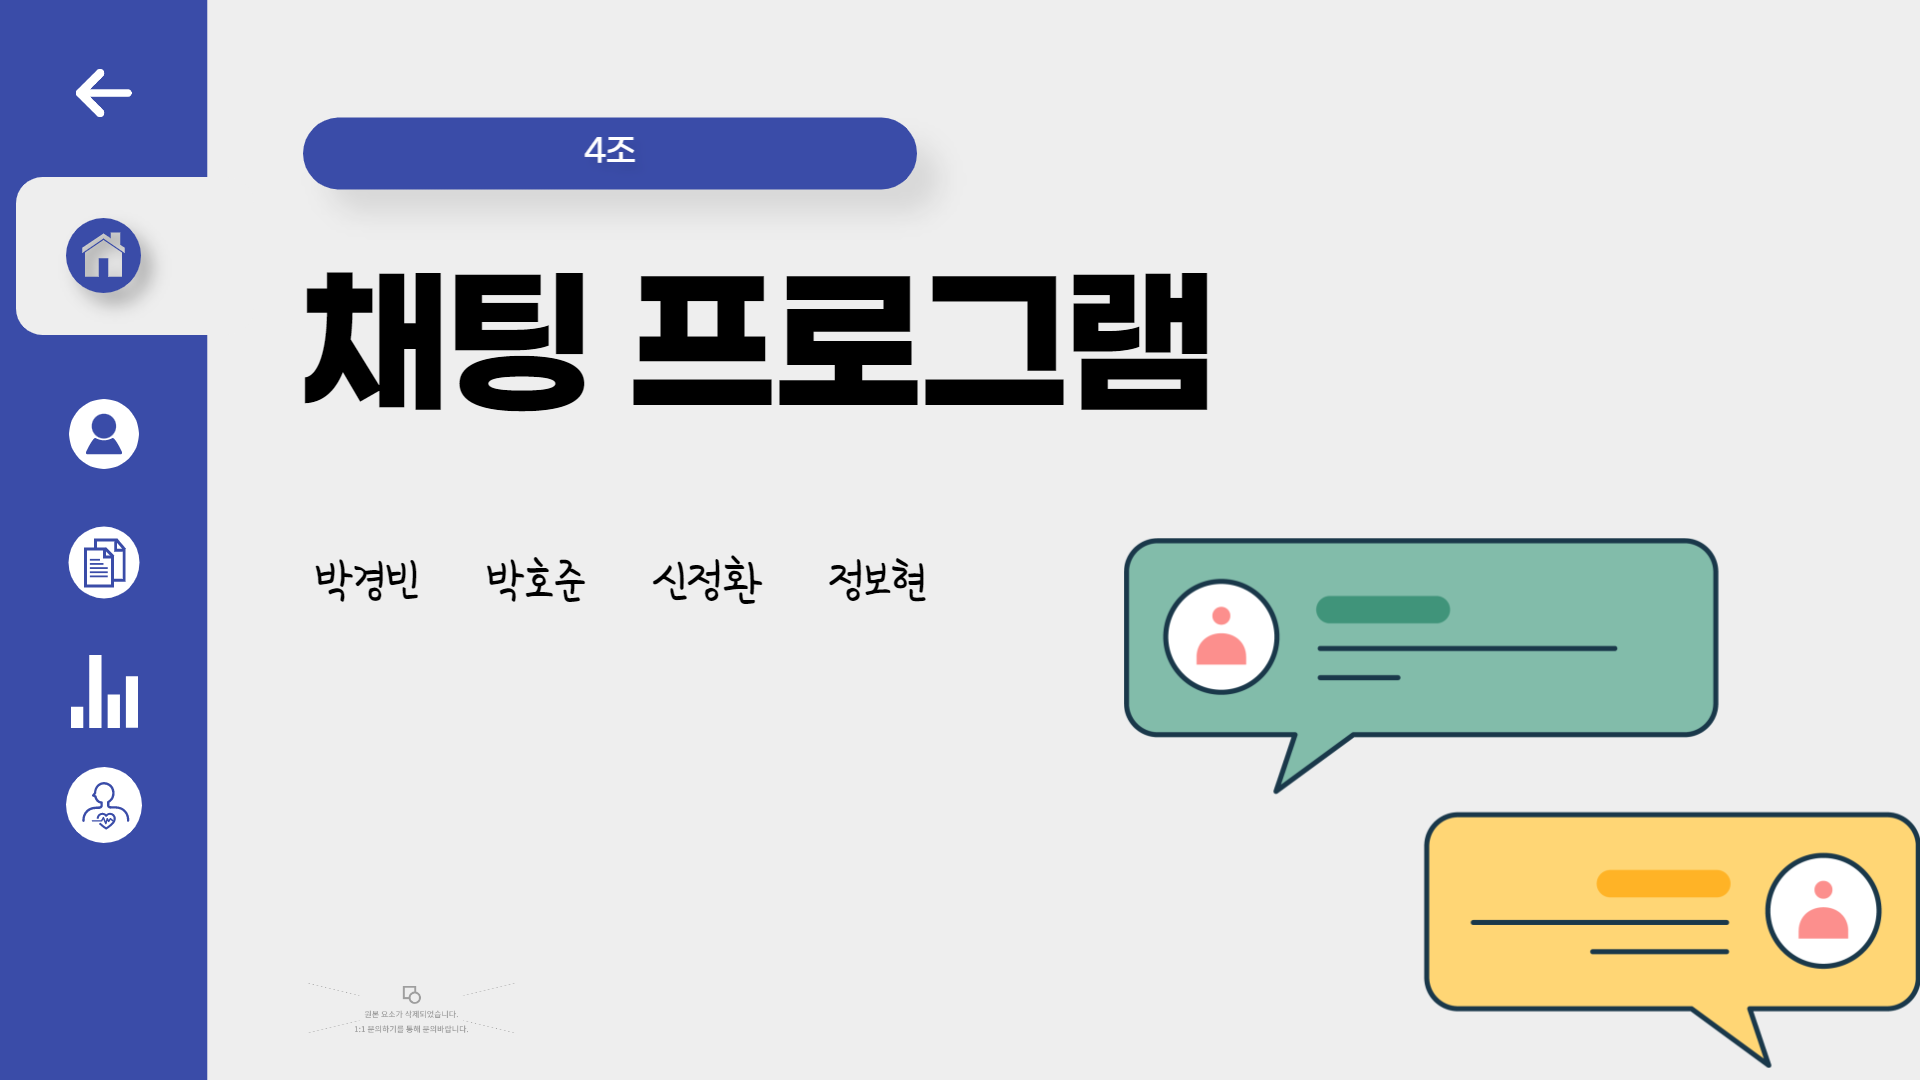 4조
채팅 프로그램
박경빈 박호준 신정환 정보현
원본 요소가 삭제되었습니다.
1:1 문의하기를 통해 문의바랍니다.